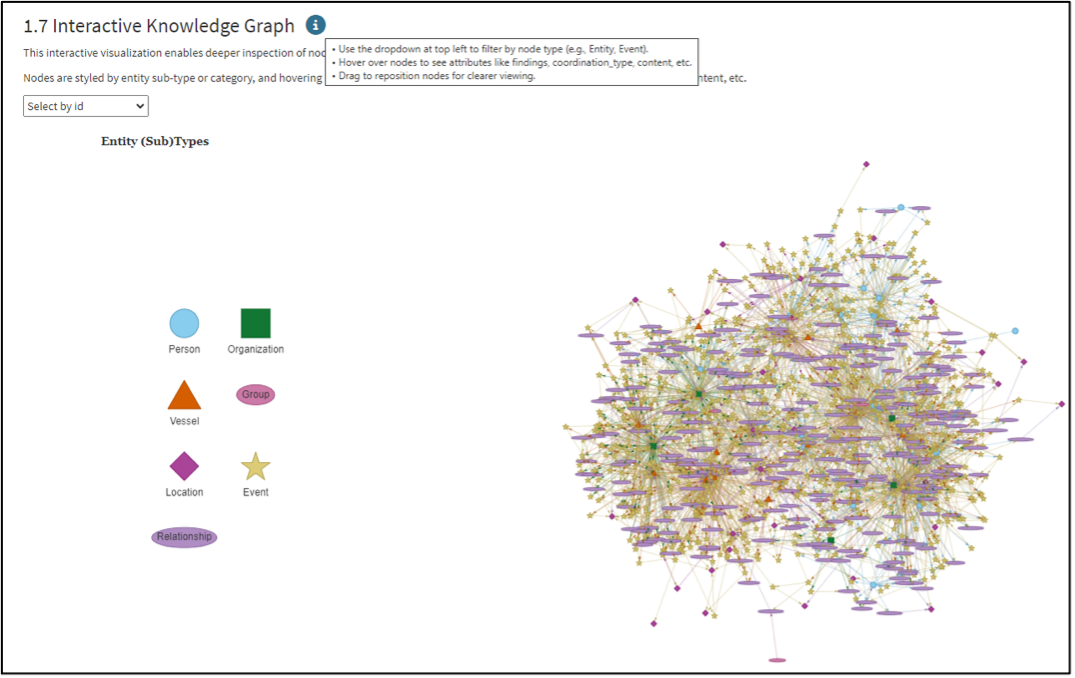 1.7 Interactive Knowledge Graph i
This interactive visualization enables deeper inspection of
• Use the dropdown at top left to filter by node type (e.g., Entity, Event).
• Hover over nodes to see attributes like findings, coordination_type, content, etc.
• Drag to reposition nodes for clearer viewing.
Nodes are styled by entity sub-type or category, and hovering
etc.
Select by id
Entity (Sub)Types
Person
Organization
Vessel
Group
Location
Event
Relationship